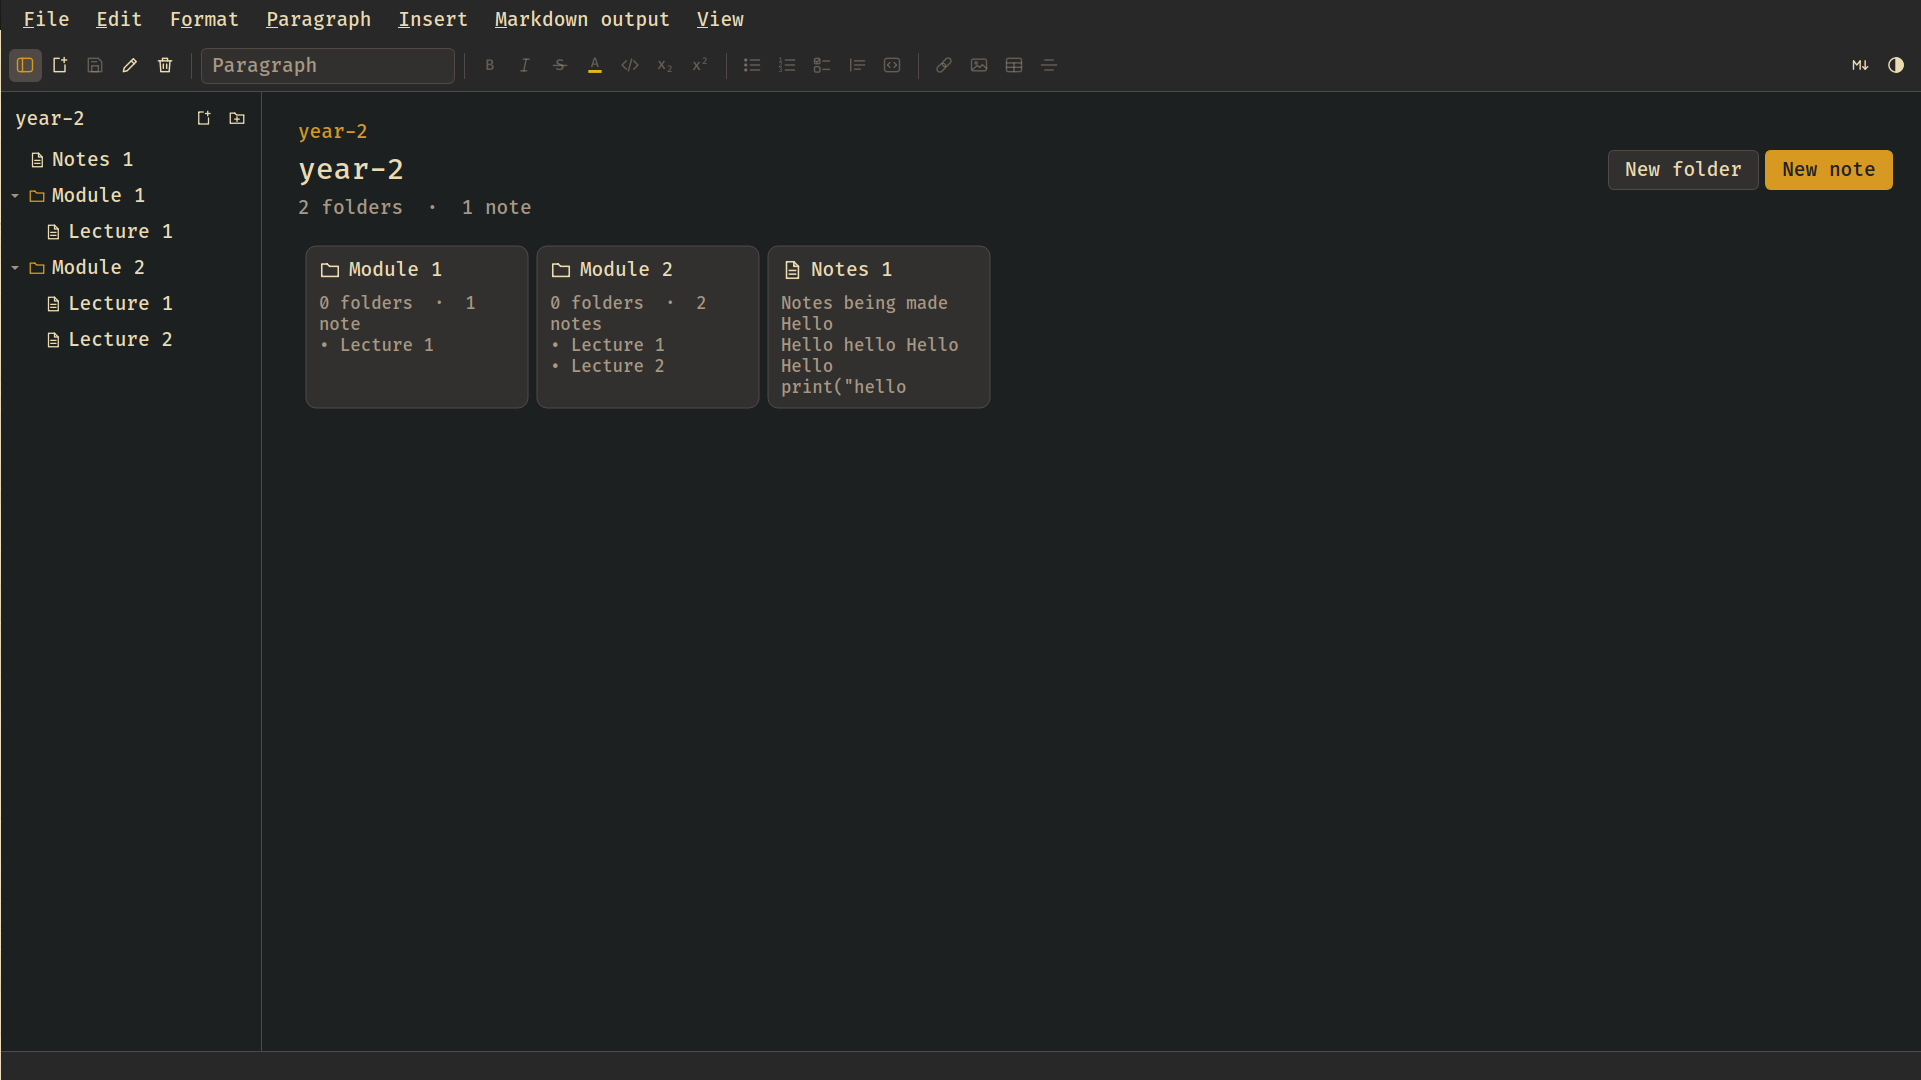 File Edit Format Paragraph Insert Markdown output View
Paragraph B I S A </> x₂ x² M↓
year-2
Notes 1
Module 1
Lecture 1
Module 2
Lecture 1
Lecture 2
year-2
year-2
2 folders · 1 note
New folder
New note
Module 1
0 folders · 1
note
• Lecture 1
Module 2
0 folders · 2
notes
• Lecture 1
• Lecture 2
Notes 1
Notes being made
Hello
Hello hello Hello
Hello
print("hello